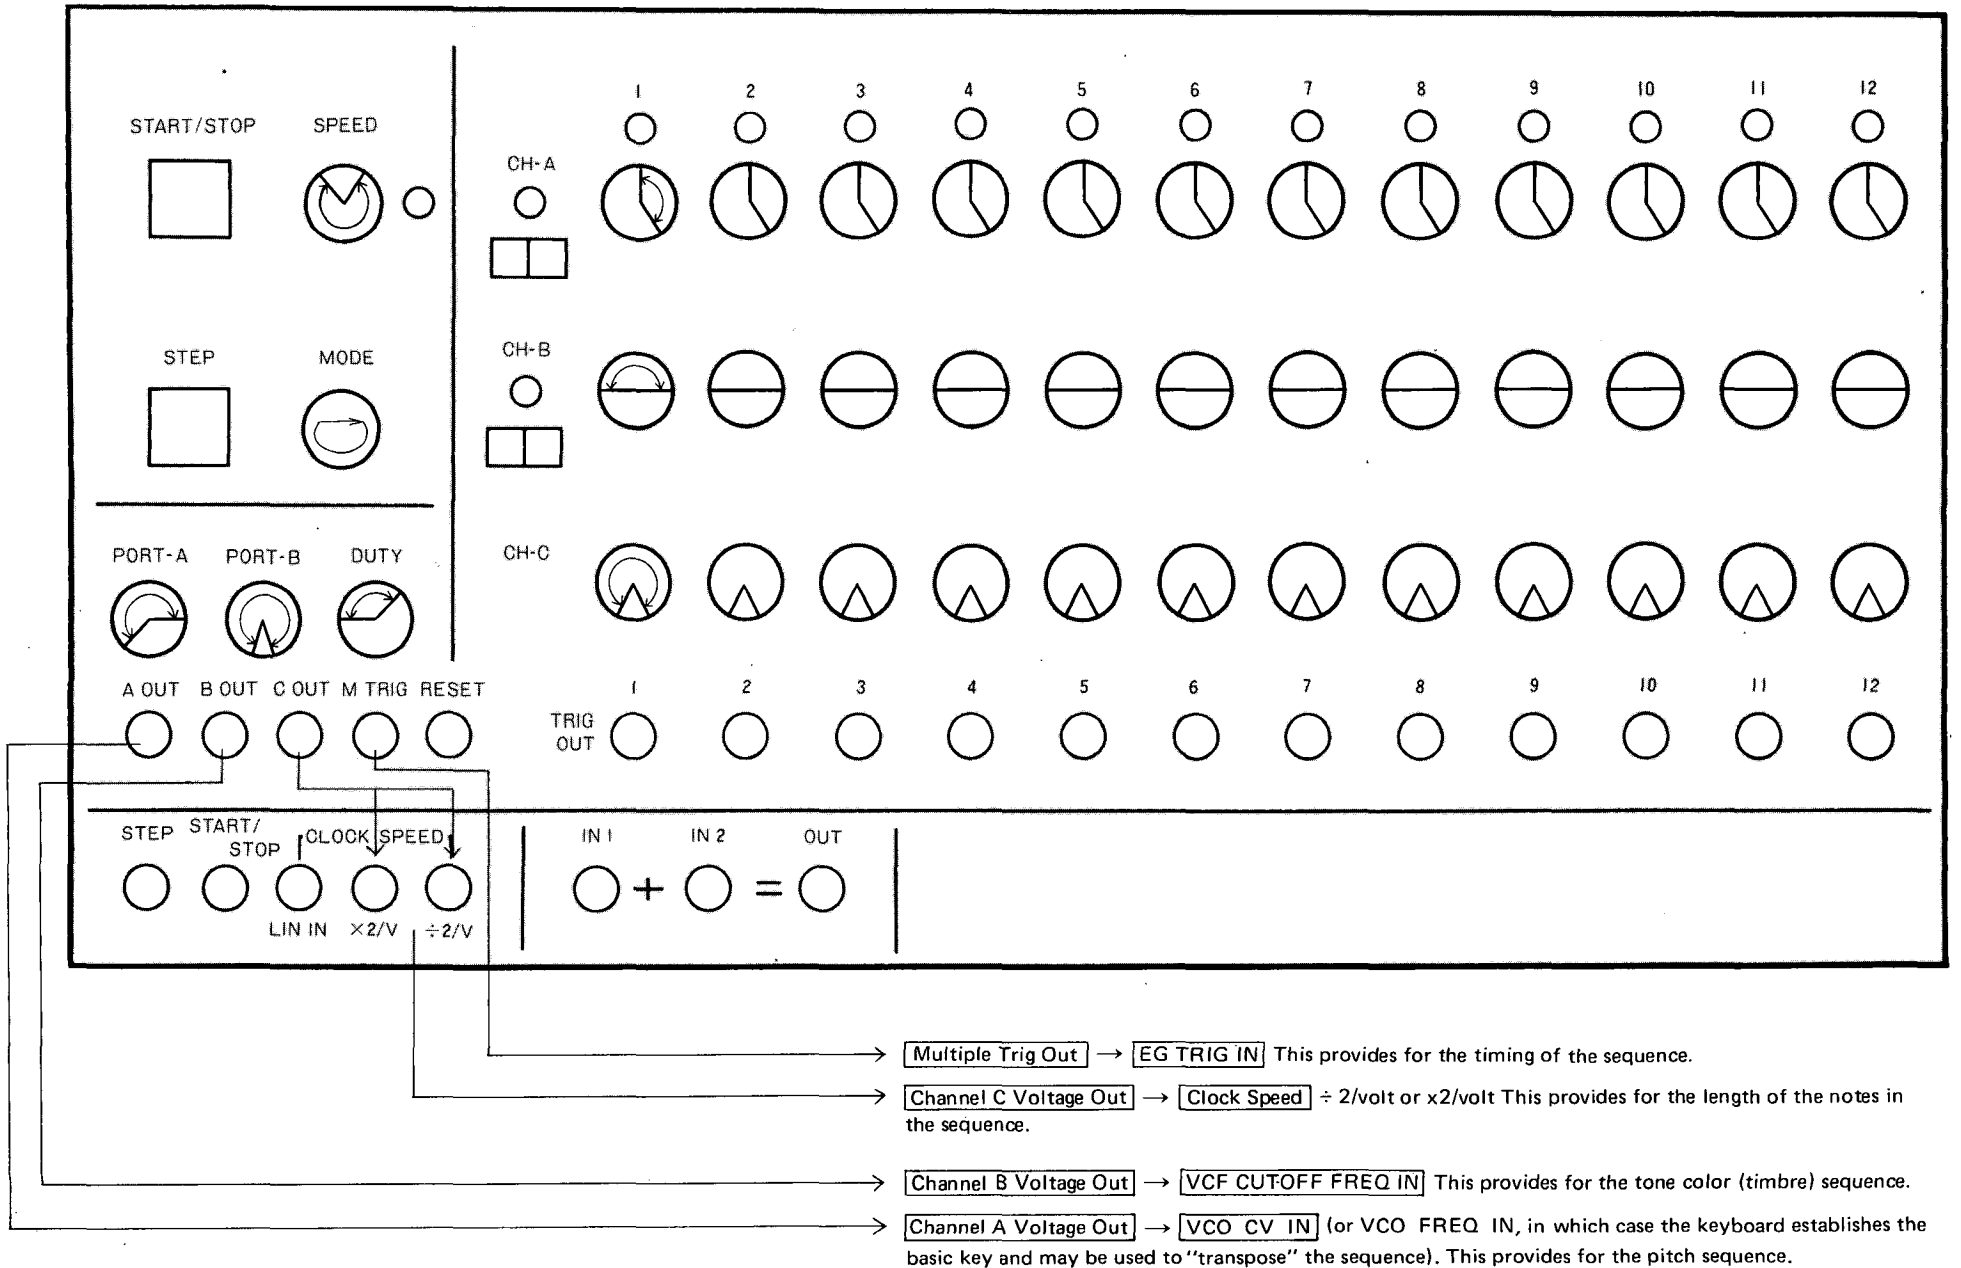 1 2 3 4 5 6 7 8 9 10 11 12
START/STOP SPEED
CH-A
STEP MODE
CH-B
PORT-A PORT-B DUTY
CH-C
A OUT B OUT C OUT M TRIG RESET
1 2 3 4 5 6 7 8 9 10 11 12
TRIG
OUT
STEP START/
STOP
CLOCK SPEED
LIN IN ×2/V ÷2/V
IN 1 + IN 2 = OUT
Multiple Trig Out → EG TRIG IN This provides for the timing of the sequence.
Channel C Voltage Out → Clock Speed ÷ 2/volt or x2/volt This provides for the length of the notes in
the sequence.
Channel B Voltage Out → VCF CUTOFF FREQ IN This provides for the tone color (timbre) sequence.
Channel A Voltage Out → VCO CV IN (or VCO FREQ IN, in which case the keyboard establishes the
basic key and may be used to "transpose" the sequence). This provides for the pitch sequence.